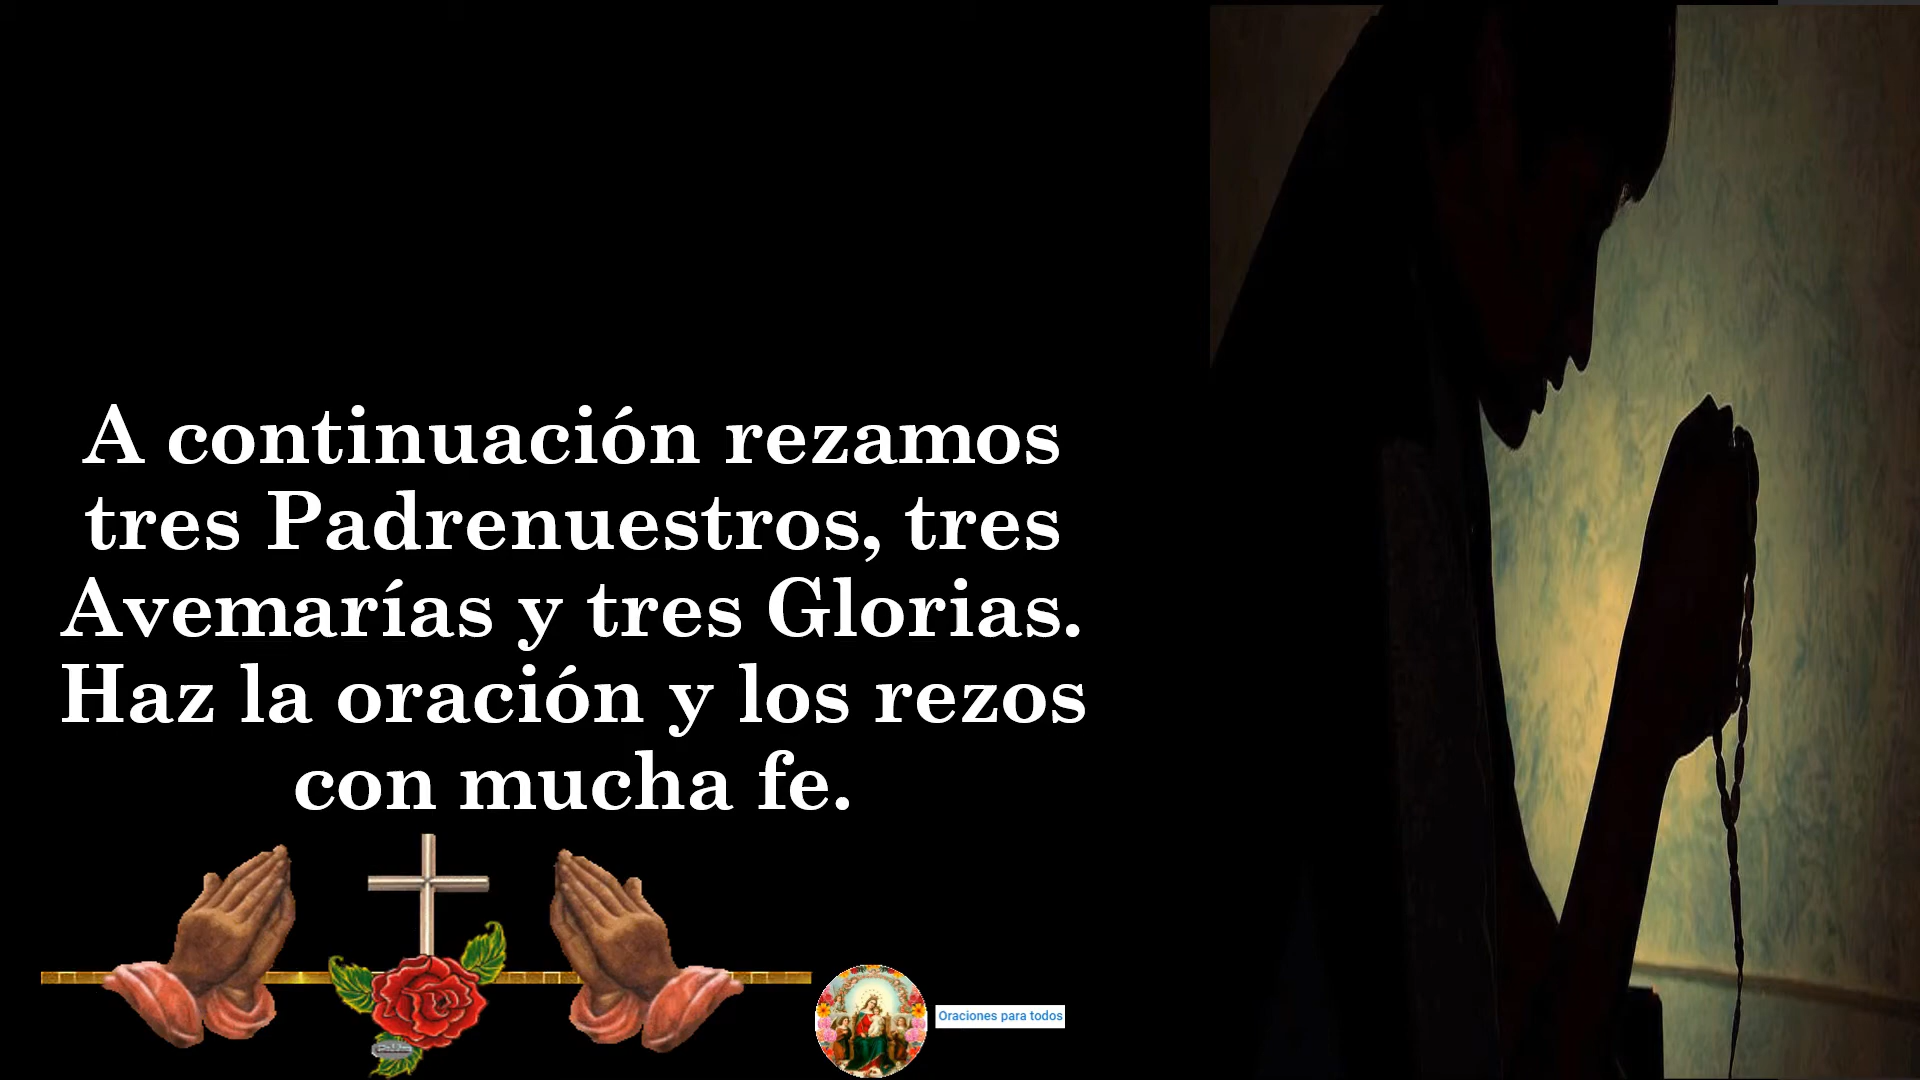 A continuación rezamos
tres Padrenuestros, tres
Avemarías y tres Glorias.
Haz la oración y los rezos
con mucha fe.
Oraciones para todos